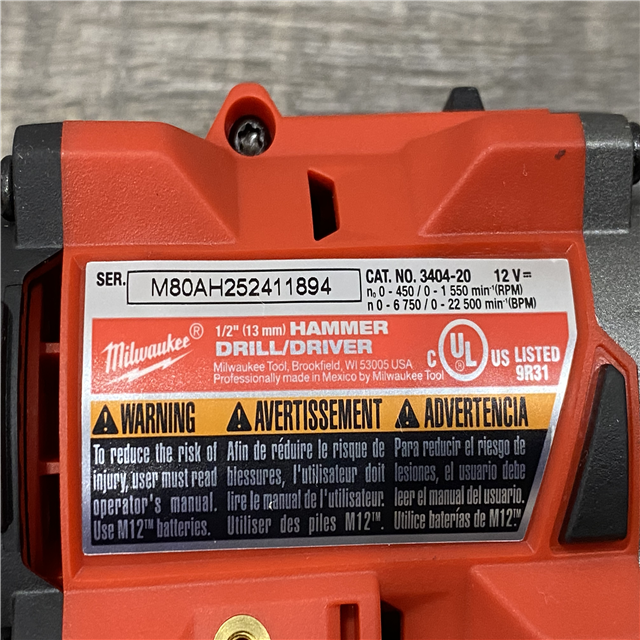 SER. M80AH252411894
CAT. NO. 3404-20 12 V⎓
n₀ 0 - 450 / 0 - 1 550 min⁻¹(RPM)
n 0 - 6 750 / 0 - 22 500 min⁻¹(BPM)
Milwaukee®
1/2" (13 mm) HAMMER
DRILL/DRIVER
Milwaukee Tool, Brookfield, WI 53005 USA
Professionally made in Mexico by Milwaukee Tool
C UL® US LISTED
9R31
WARNING
To reduce the risk of
injury, user must read
operator's manual.
Use M12™ batteries.
AVERTISSEMENT
Afin de réduire le risque de
blessures, l'utilisateur doit
lire le manual de l'utilisateur.
Utiliser des piles M12™.
ADVERTENCIA
Para reducir el riesgo de
lesiones, el usuario debe
leer el manual del usuario.
Utilice baterías de M12™.